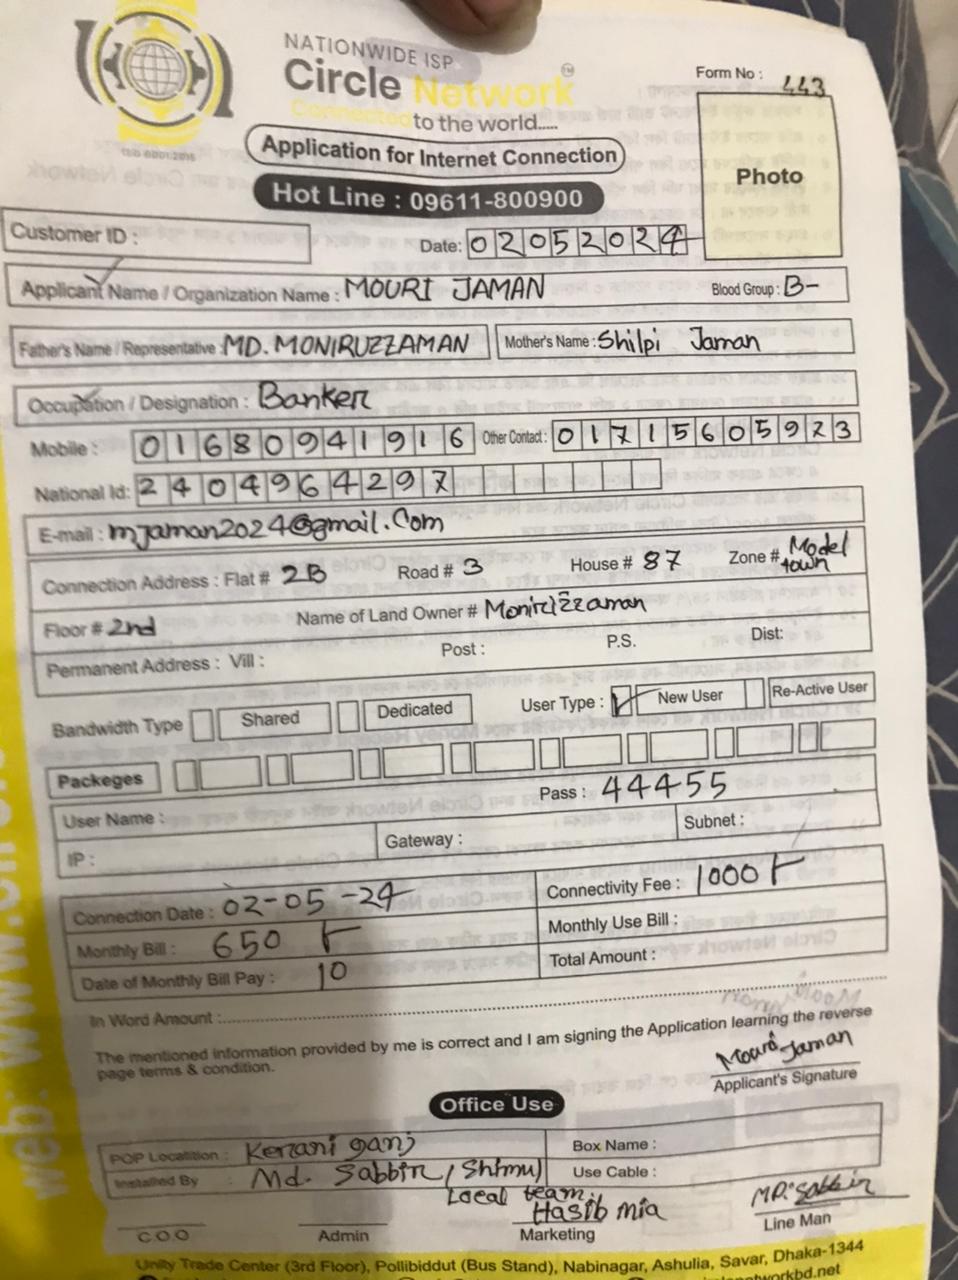 NATIONWIDE ISP
Circle Network™
Connected to the world.....
ISO 9001:2015
Form No : 443
Application for Internet Connection
Photo
Hot Line : 09611-800900
Customer ID :
Date: 02052024
Applicant Name / Organization Name : MOURI JAMAN Blood Group : B-
Father's Name / Representative : MD. MONIRUZZAMAN Mother's Name : Shilpi Jaman
Occupation / Designation : Banker
Mobile : 01680941916 Other Contact : 01715605973
National Id: 2404964297
E-mail : mjaman2024@gmail.com
Connection Address : Flat # 2B Road # 3 House # 87 Zone # Model town
Floor # 2nd Name of Land Owner # Monirizzaman
Permanent Address : Vill : Post : P.S. Dist:
Bandwidth Type Shared Dedicated User Type : New User Re-Active User
Packeges
User Name : Pass : 44455
IP : Gateway : Subnet :
Connection Date : 02-05-24 Connectivity Fee : 1000
Monthly Bill : 650 Monthly Use Bill :
Date of Monthly Bill Pay : 10 Total Amount :
In Word Amount :
The mentioned information provided by me is correct and I am signing the Application learning the reverse
page terms & condition.
Mouri Jaman
Applicant's Signature
Office Use
POP Localition : Kerani ganj Box Name :
Installed By : Md. Sabbir (Shimu) Use Cable :
Local team.
Hasib mia MD. Sabbir
C.O.O Admin Marketing Line Man
Unity Trade Center (3rd Floor), Pollibiddut (Bus Stand), Nabinagar, Ashulia, Savar, Dhaka-1344